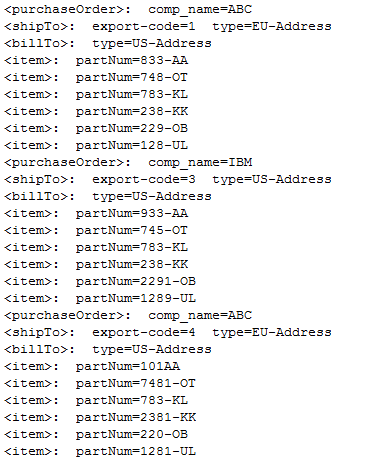 <purchaseOrder>:  comp_name=ABC
<shipTo>:  export-code=1  type=EU-Address
<billTo>:  type=US-Address
<item>:  partNum=833-AA
<item>:  partNum=748-OT
<item>:  partNum=783-KL
<item>:  partNum=238-KK
<item>:  partNum=229-OB
<item>:  partNum=128-UL
<purchaseOrder>:  comp_name=IBM
<shipTo>:  export-code=3  type=US-Address
<billTo>:  type=US-Address
<item>:  partNum=933-AA
<item>:  partNum=745-OT
<item>:  partNum=783-KL
<item>:  partNum=238-KK
<item>:  partNum=2291-OB
<item>:  partNum=1289-UL
<purchaseOrder>:  comp_name=ABC
<shipTo>:  export-code=4  type=EU-Address
<billTo>:  type=US-Address
<item>:  partNum=101AA
<item>:  partNum=7481-OT
<item>:  partNum=783-KL
<item>:  partNum=2381-KK
<item>:  partNum=220-OB
<item>:  partNum=1281-UL